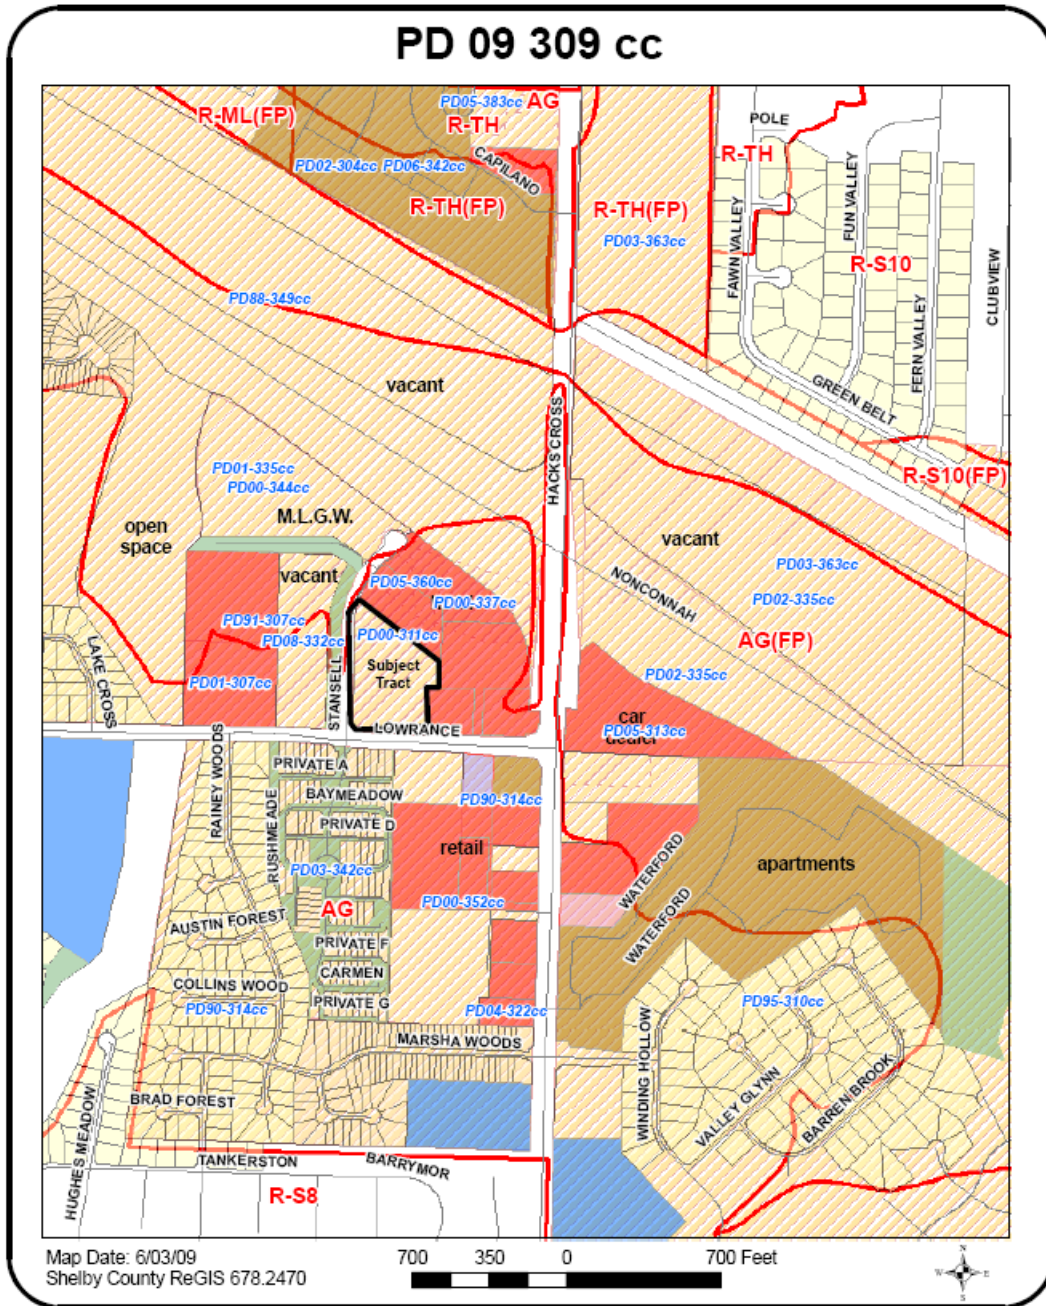 PD 09 309 cc
PD05-383cc
AG
R-ML(FP)
R-TH
POLE
PD02-304cc
PD06-342cc
CAPILANO
R-TH
FUN VALLEY
R-TH(FP)
R-TH(FP)
PD03-363cc
FAWN VALLEY
R-S10
CLUBVIEW
PD88-349cc
FERN VALLEY
vacant
GREEN BELT
HACKS CROSS
PD01-335cc
PD00-344cc
R-S10(FP)
M.L.G.W.
open
space
vacant
vacant
PD03-363cc
NONCONNAH
PD02-335cc
PD05-360cc
PD00-337cc
PD91-307cc
PD08-332cc
PD00-311cc
AG(FP)
LAKE CROSS
Subject
Tract
PD01-307cc
STANSELL
PD02-335cc
car
dealer
PD05-313cc
LOWRANCE
RAINEY WOODS
PRIVATE A
BAYMEADOW
PD90-314cc
RUSHMEADE
PRIVATE D
retail
apartments
PD03-342cc
WATERFORD
PD00-352cc
AG
AUSTIN FOREST
WATERFORD
PRIVATE F
CARMEN
COLLINS WOOD
PRIVATE G
PD90-314cc
PD04-322cc
PD95-310cc
MARSHA WOODS
WINDING HOLLOW
VALLEY GLYNN
BARREN BROOK
BRAD FOREST
HUGHES MEADOW
TANKERSTON
BARRYMOR
R-S8
Map Date: 6/03/09
Shelby County ReGIS 678.2470
700 350 0 700 Feet
N
W E
S